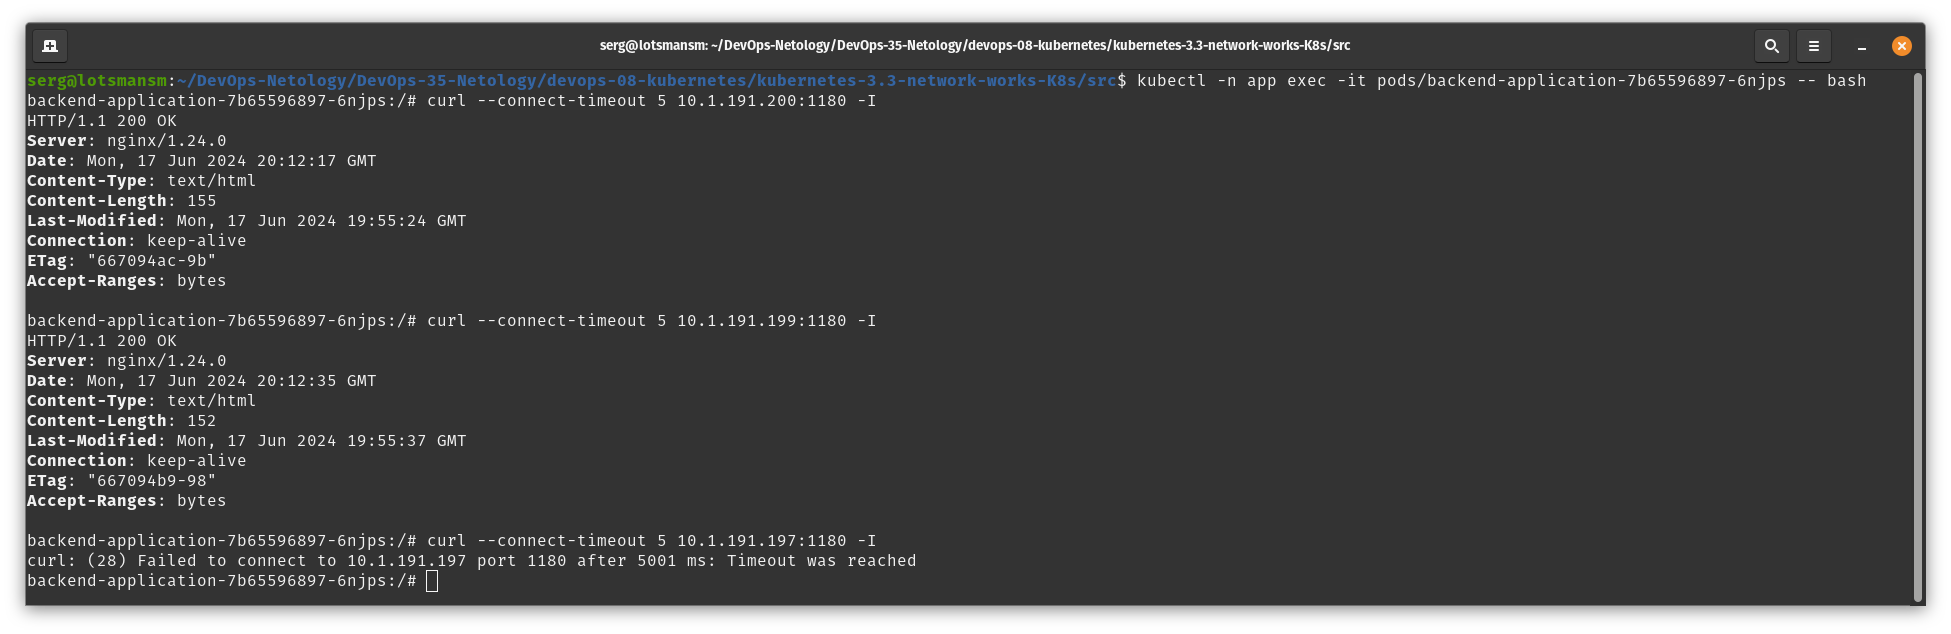 serg@lotsmansm: ~/DevOps-Netology/DevOps-35-Netology/devops-08-kubernetes/kubernetes-3.3-network-works-K8s/src
serg@lotsmansm:~/DevOps-Netology/DevOps-35-Netology/devops-08-kubernetes/kubernetes-3.3-network-works-K8s/src$ kubectl -n app exec -it pods/backend-application-7b65596897-6njps -- bash
backend-application-7b65596897-6njps:/# curl --connect-timeout 5 10.1.191.200:1180 -I
HTTP/1.1 200 OK
Server: nginx/1.24.0
Date: Mon, 17 Jun 2024 20:12:17 GMT
Content-Type: text/html
Content-Length: 155
Last-Modified: Mon, 17 Jun 2024 19:55:24 GMT
Connection: keep-alive
ETag: "667094ac-9b"
Accept-Ranges: bytes
backend-application-7b65596897-6njps:/# curl --connect-timeout 5 10.1.191.199:1180 -I
HTTP/1.1 200 OK
Server: nginx/1.24.0
Date: Mon, 17 Jun 2024 20:12:35 GMT
Content-Type: text/html
Content-Length: 152
Last-Modified: Mon, 17 Jun 2024 19:55:37 GMT
Connection: keep-alive
ETag: "667094b9-98"
Accept-Ranges: bytes
backend-application-7b65596897-6njps:/# curl --connect-timeout 5 10.1.191.197:1180 -I
curl: (28) Failed to connect to 10.1.191.197 port 1180 after 5001 ms: Timeout was reached
backend-application-7b65596897-6njps:/#